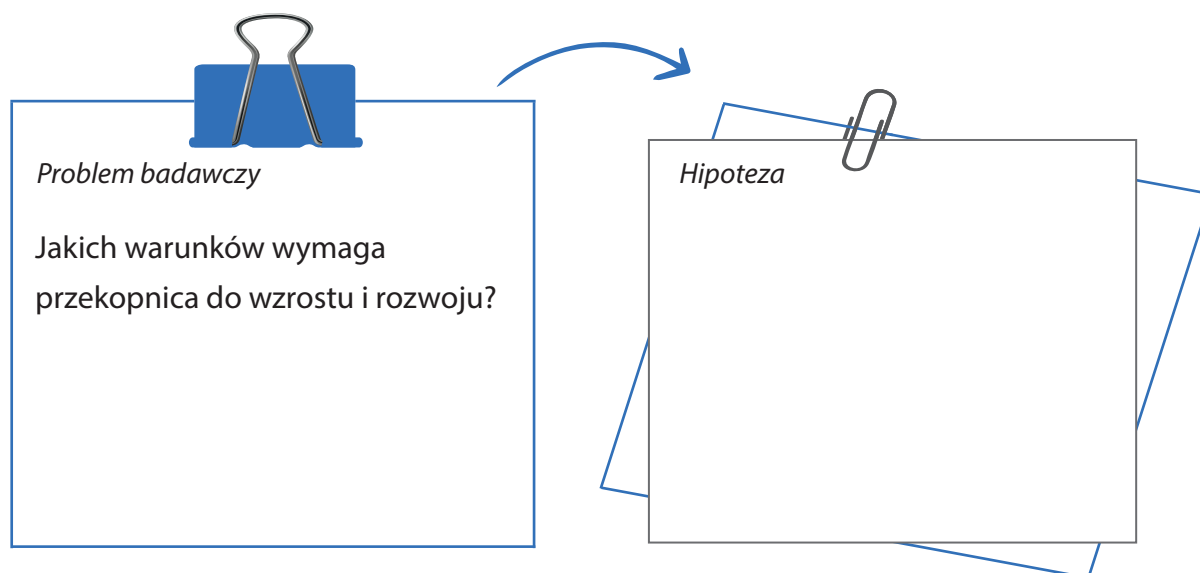 Problem badawczy
Jakich warunków wymaga
przekopnica do wzrostu i rozwoju?
Hipoteza